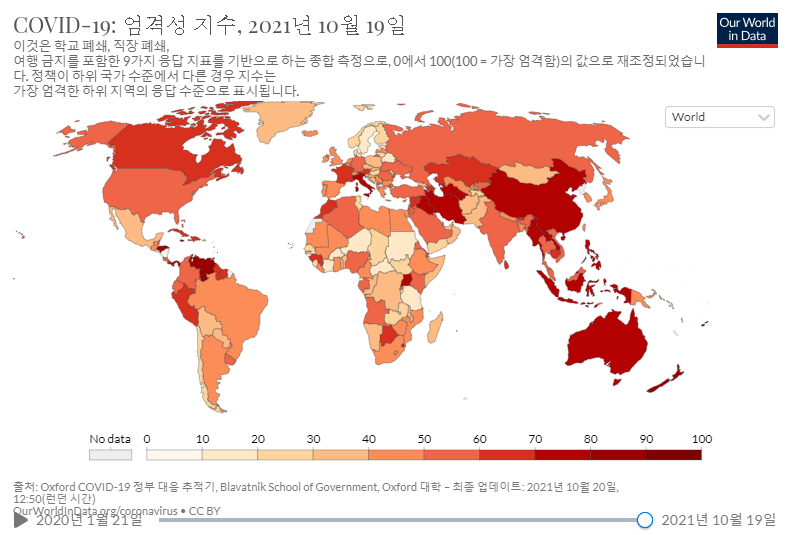 COVID-19: 엄격성 지수, 2021년 10월 19일
Our World
in Data
이것은 학교 폐쇄, 직장 폐쇄,
여행 금지를 포함한 9가지 응답 지표를 기반으로 하는 종합 측정으로, 0에서 100(100 = 가장 엄격함)의 값으로 재조정되었습니
다. 정책이 하위 국가 수준에서 다른 경우 지수는
가장 엄격한 하위 지역의 응답 수준으로 표시됩니다.
World
No data 0 10 20 30 40 50 60 70 80 90 100
출처: Oxford COVID-19 정부 대응 추적기, Blavatnik School of Government, Oxford 대학 – 최종 업데이트: 2021년 10월 20일,
12:50(런던 시간)
OurWorldInData.org/coronavirus • CC BY
2020년 1월 21일 2021년 10월 19일